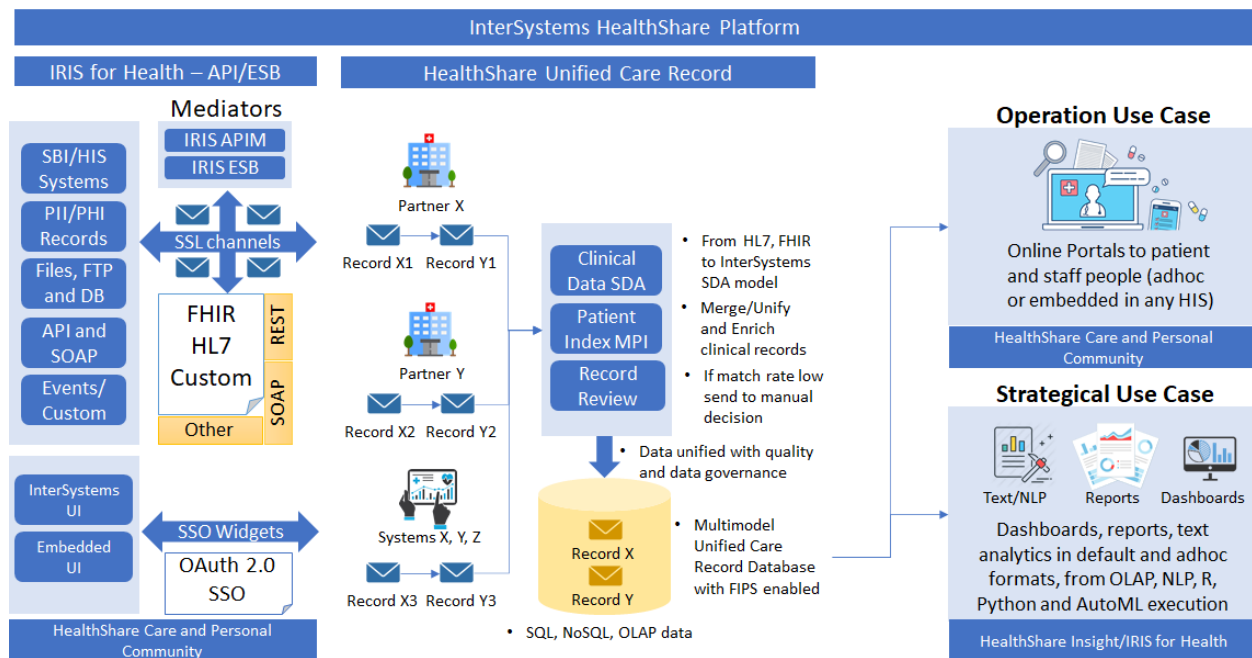 InterSystems HealthShare Platform
IRIS for Health – API/ESB
HealthShare Unified Care Record
Mediators
IRIS APIM
IRIS ESB
SBI/HIS
Systems
PII/PHI
Records
Files, FTP
and DB
API and
SOAP
Events/
Custom
SSL channels
FHIR
HL7
Custom
REST
SOAP
Other
InterSystems
UI
Embedded
UI
SSO Widgets
OAuth 2.0
SSO
HealthShare Care and Personal
Community
Partner X
Record X1
Record Y1
Partner Y
Record X2
Record Y2
Systems X, Y, Z
Record X3
Record Y3
Clinical
Data SDA
Patient
Index MPI
Record
Review
• From HL7, FHIR
to InterSystems
SDA model
• Merge/Unify
and Enrich
clinical records
• If match rate low
send to manual
decision
• Data unified with quality
and data governance
Record X
Record Y
• Multimodel
Unified Care
Record Database
with FIPS enabled
• SQL, NoSQL, OLAP data
Operation Use Case
Online Portals to patient
and staff people (adhoc
or embedded in any HIS)
HealthShare Care and Personal
Community
Strategical Use Case
Text/NLP
Reports
Dashboards
Dashboards, reports, text
analytics in default and adhoc
formats, from OLAP, NLP, R,
Python and AutoML execution
HealthShare Insight/IRIS for Health